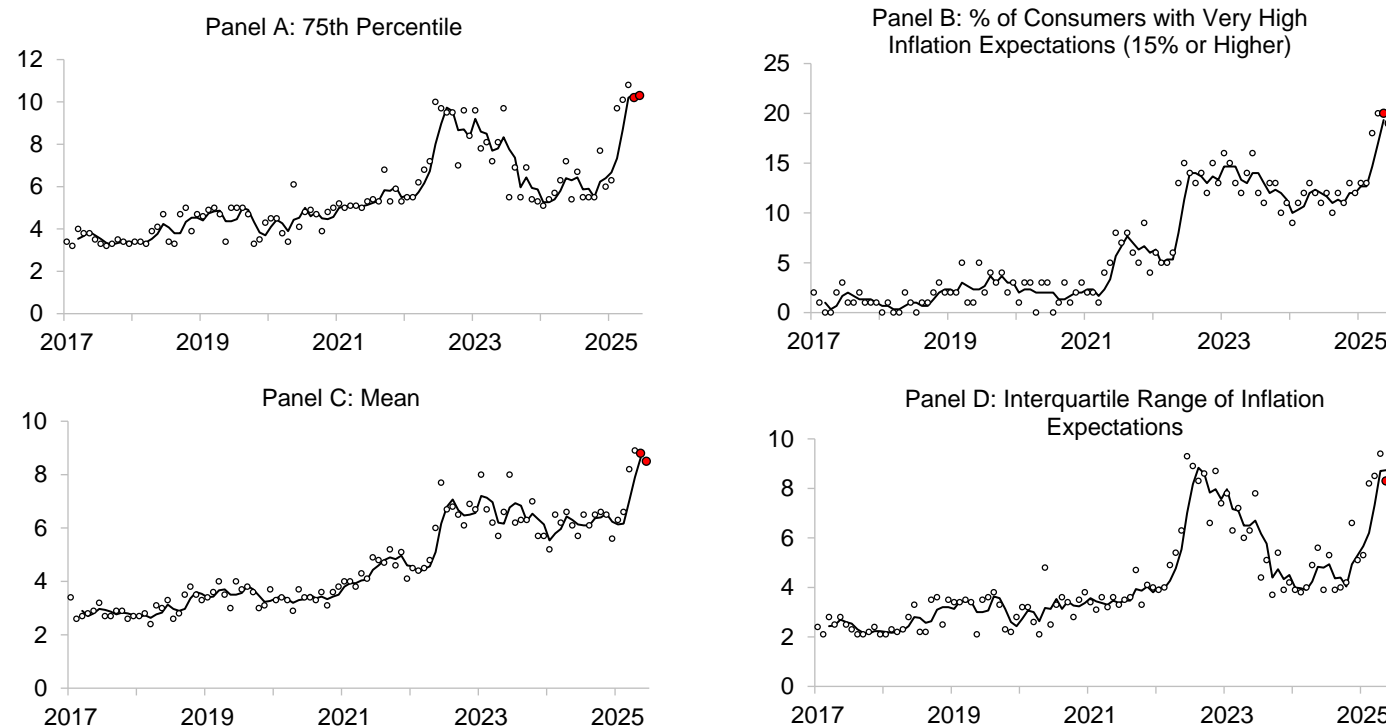 Panel A: 75th Percentile
12
10
8
6
4
2
0
2017 2019 2021 2023 2025
Panel B: % of Consumers with Very High
Inflation Expectations (15% or Higher)
25
20
15
10
5
0
2017 2019 2021 2023 2025
Panel C: Mean
10
8
6
4
2
0
2017 2019 2021 2023 2025
Panel D: Interquartile Range of Inflation
Expectations
10
8
6
4
2
0
2017 2019 2021 2023 2025